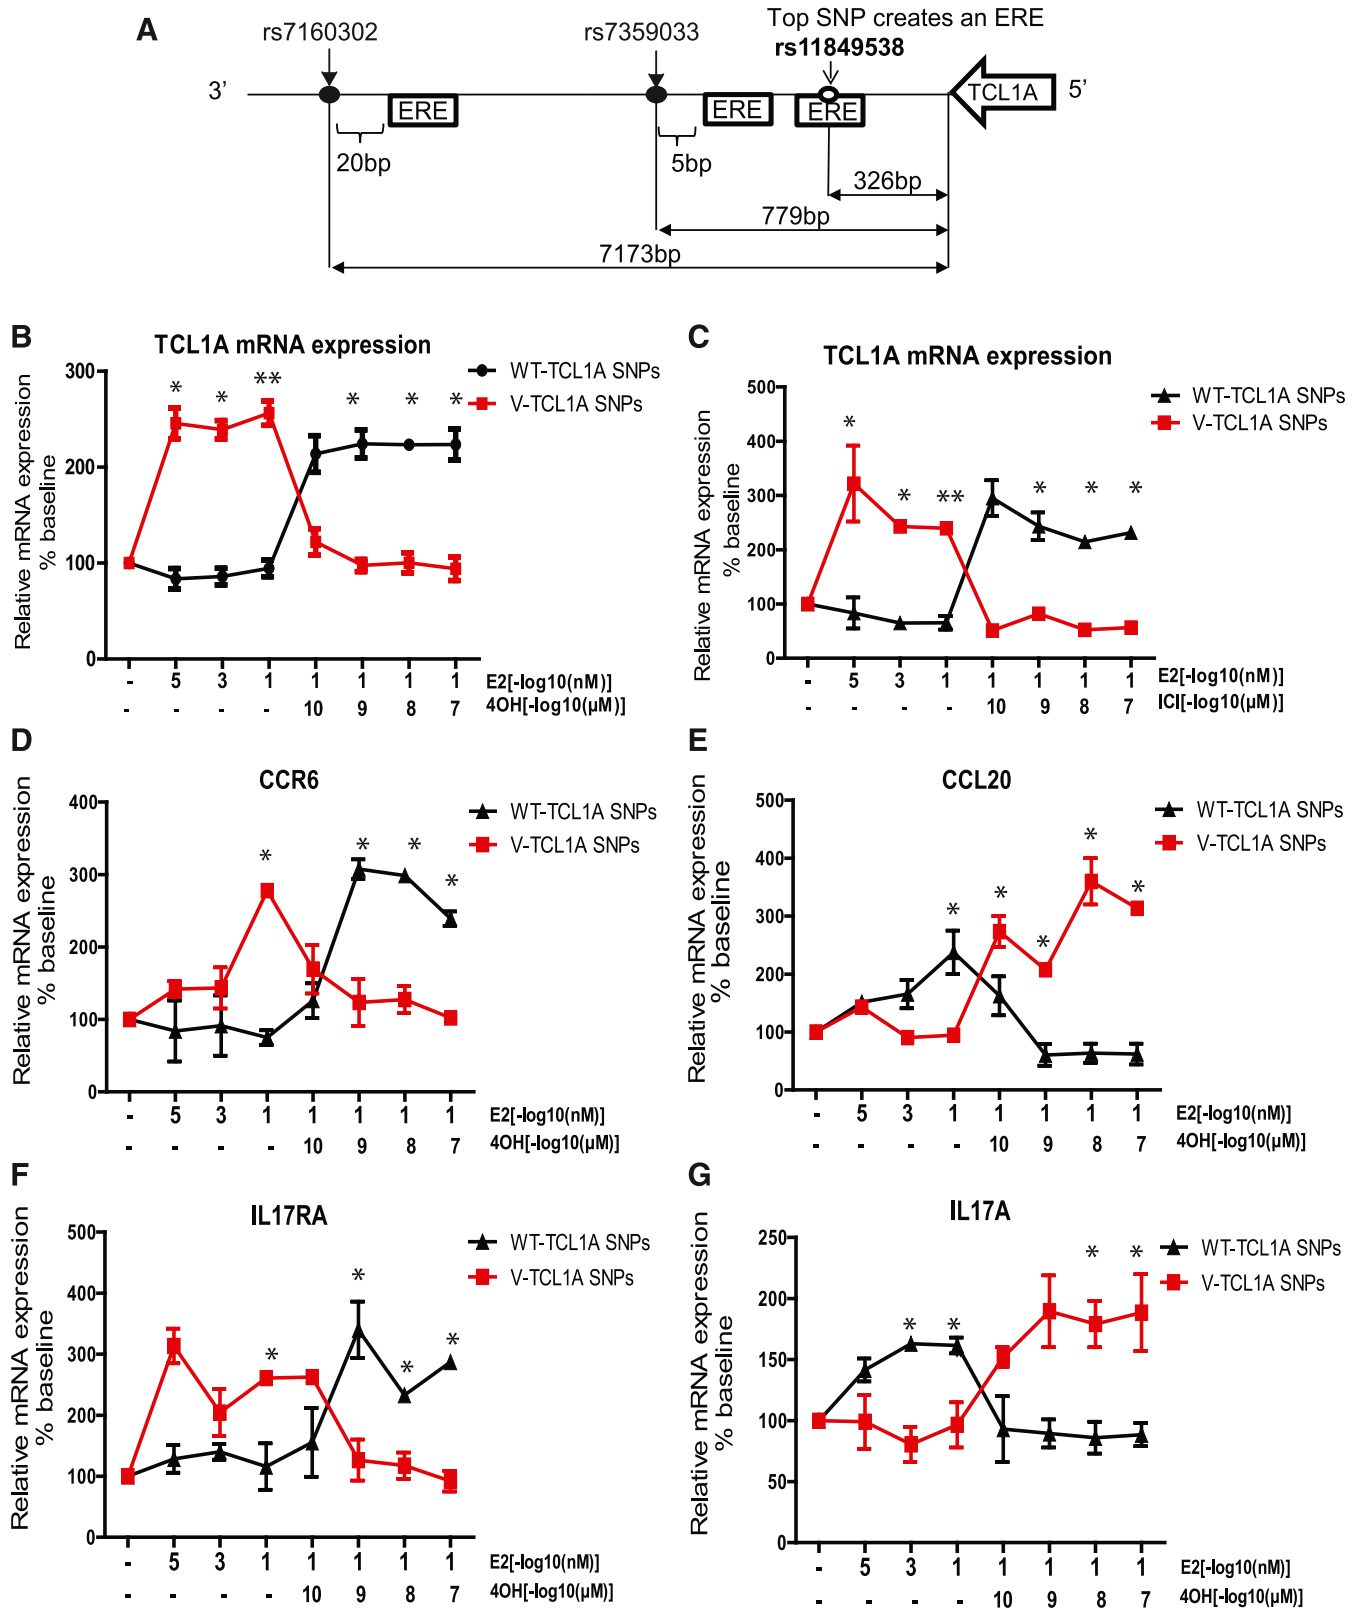 A
Top SNP creates an ERE
rs7160302
rs7359033
rs11849538
3'
ERE
ERE
ERE
TCL1A
5'
20bp
5bp
326bp
779bp
7173bp
B
TCL1A mRNA expression
WT-TCL1A SNPs
V-TCL1A SNPs
Relative mRNA expression
% baseline
300
200
100
0
* * ** * * *
- 5 3 1 1 1 1 1 E2[-log10(nM)]
- - - - 10 9 8 7 4OH[-log10(µM)]
C
TCL1A mRNA expression
WT-TCL1A SNPs
V-TCL1A SNPs
Relative mRNA expression
% baseline
500
400
300
200
100
0
* * ** * * *
- 5 3 1 1 1 1 1 E2[-log10(nM)]
- - - - 10 9 8 7 ICI[-log10(µM)]
D
CCR6
WT-TCL1A SNPs
V-TCL1A SNPs
Relative mRNA expression
% baseline
400
300
200
100
0
* * * *
- 5 3 1 1 1 1 1 E2[-log10(nM)]
- - - - 10 9 8 7 4OH[-log10(µM)]
E
CCL20
WT-TCL1A SNPs
V-TCL1A SNPs
Relative mRNA expression
% baseline
500
400
300
200
100
0
* * * * *
- 5 3 1 1 1 1 1 E2[-log10(nM)]
- - - - 10 9 8 7 4OH[-log10(µM)]
F
IL17RA
WT-TCL1A SNPs
V-TCL1A SNPs
Relative mRNA expression
% baseline
500
400
300
200
100
0
* * * *
- 5 3 1 1 1 1 1 E2[-log10(nM)]
- - - - 10 9 8 7 4OH[-log10(µM)]
G
IL17A
WT-TCL1A SNPs
V-TCL1A SNPs
Relative mRNA expression
% baseline
250
200
150
100
50
0
* * * *
- 5 3 1 1 1 1 1 E2[-log10(nM)]
- - - - 10 9 8 7 4OH[-log10(µM)]